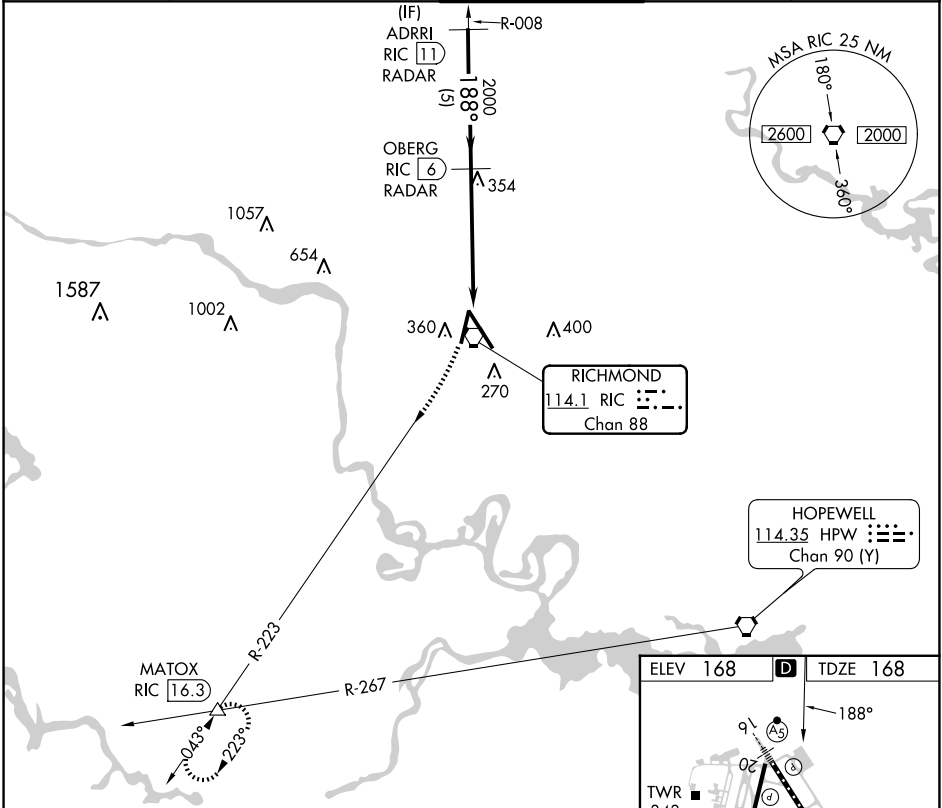 (IF)
ADRRI
RIC 11
RADAR
R-008
2000
188°
(5)
OBERG
RIC 6
RADAR
354
MSA RIC 25 NM
180°
2600
2000
360°
1057
654
1587
1002
360
400
270
RICHMOND
114.1 RIC
Chan 88
HOPEWELL
114.35 HPW
Chan 90 (Y)
R-223
MATOX
RIC 16.3
R-267
043°
223°
ELEV 168 D TDZE 168
188°
16
A5
20
P
P
TWR